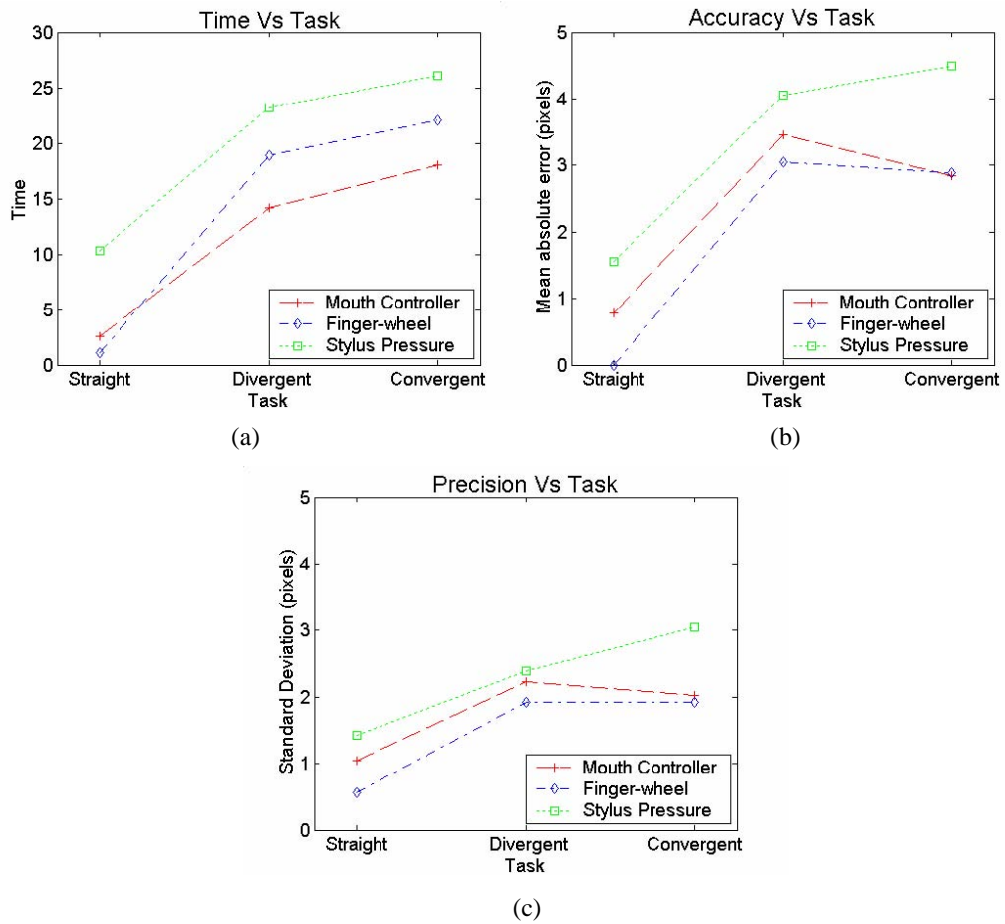 Time Vs Task
30
25
20
15
10
5
0
Time
Straight
Divergent
Convergent
Task
Mouth Controller
Finger-wheel
Stylus Pressure
(a)
Accuracy Vs Task
5
4
3
2
1
0
Mean absolute error (pixels)
Straight
Divergent
Convergent
Task
Mouth Controller
Finger-wheel
Stylus Pressure
(b)
Precision Vs Task
5
4
3
2
1
0
Standard Deviation (pixels)
Straight
Divergent
Convergent
Task
Mouth Controller
Finger-wheel
Stylus Pressure
(c)